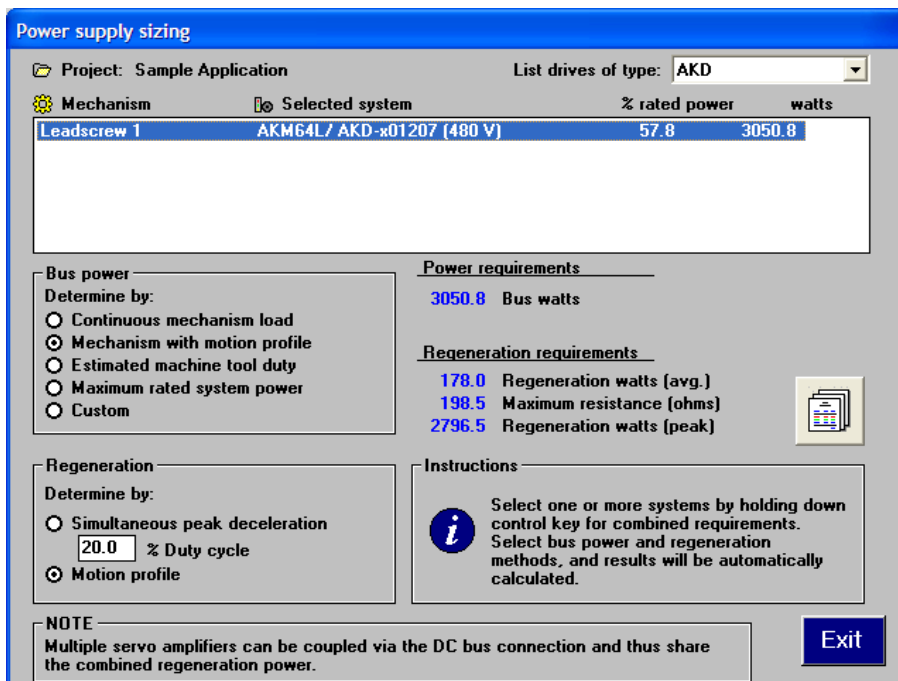 Power supply sizing
Project: Sample Application
List drives of type: AKD
Mechanism Selected system % rated power watts
Leadscrew 1 AKM64L/ AKD-x01207 (480 V) 57.8 3050.8
Bus power
Determine by:
Continuous mechanism load
Mechanism with motion profile
Estimated machine tool duty
Maximum rated system power
Custom
Power requirements
3050.8 Bus watts
Regeneration requirements
178.0 Regeneration watts (avg.)
198.5 Maximum resistance (ohms)
2796.5 Regeneration watts (peak)
Regeneration
Determine by:
Simultaneous peak deceleration
20.0 % Duty cycle
Motion profile
Instructions
i
Select one or more systems by holding down
control key for combined requirements.
Select bus power and regeneration
methods, and results will be automatically
calculated.
NOTE
Multiple servo amplifiers can be coupled via the DC bus connection and thus share
the combined regeneration power.
Exit